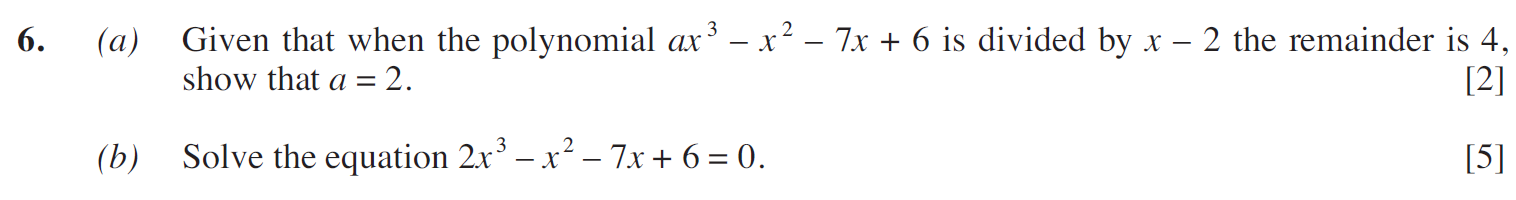 6. (a) Given that when the polynomial ax³ – x² – 7x + 6 is divided by x – 2 the remainder is 4,
show that a = 2. [2]
(b) Solve the equation 2x³ – x² – 7x + 6 = 0. [5]